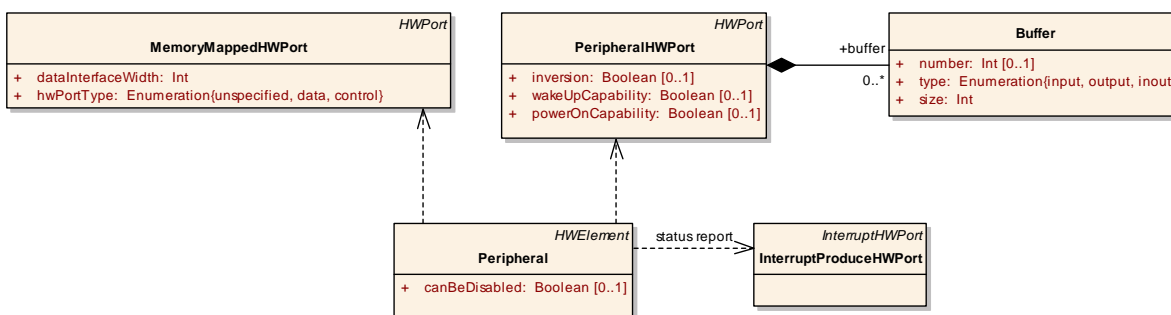 HWPort
MemoryMappedHWPort
+ dataInterfaceWidth: Int
+ hwPortType: Enumeration{unspecified, data, control}
HWPort
PeripheralHWPort
+ inversion: Boolean [0..1]
+ wakeUpCapability: Boolean [0..1]
+ powerOnCapability: Boolean [0..1]
+buffer
0..*
Buffer
+ number: Int [0..1]
+ type: Enumeration{input, output, inout
+ size: Int
HWElement
Peripheral
+ canBeDisabled: Boolean [0..1]
status report
InterruptHWPort
InterruptProduceHWPort